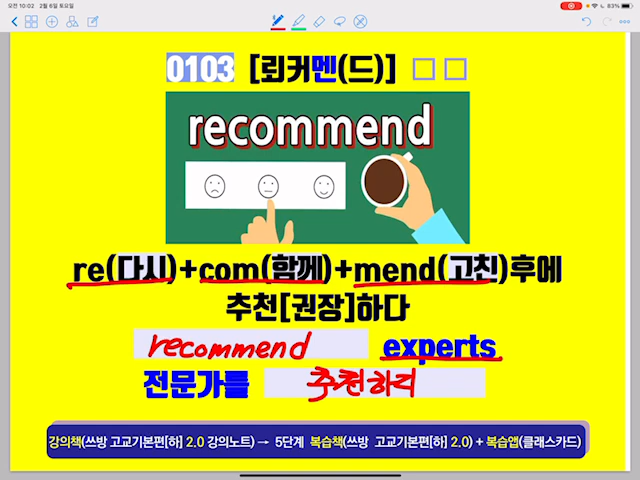 오전 10:02 2월 6일 토요일 83%
0103 [뤼커멘(드)] □ □
recommend
re(다시)+com(함께)+mend(고친)후에
추천[권장]하다
recommend experts
전문가를 추천하다
강의책(쓰방 고교기본편[하] 2.0 강의노트) → 5단계 복습책(쓰방 고교기본편[하] 2.0) + 복습앱(클래스카드)